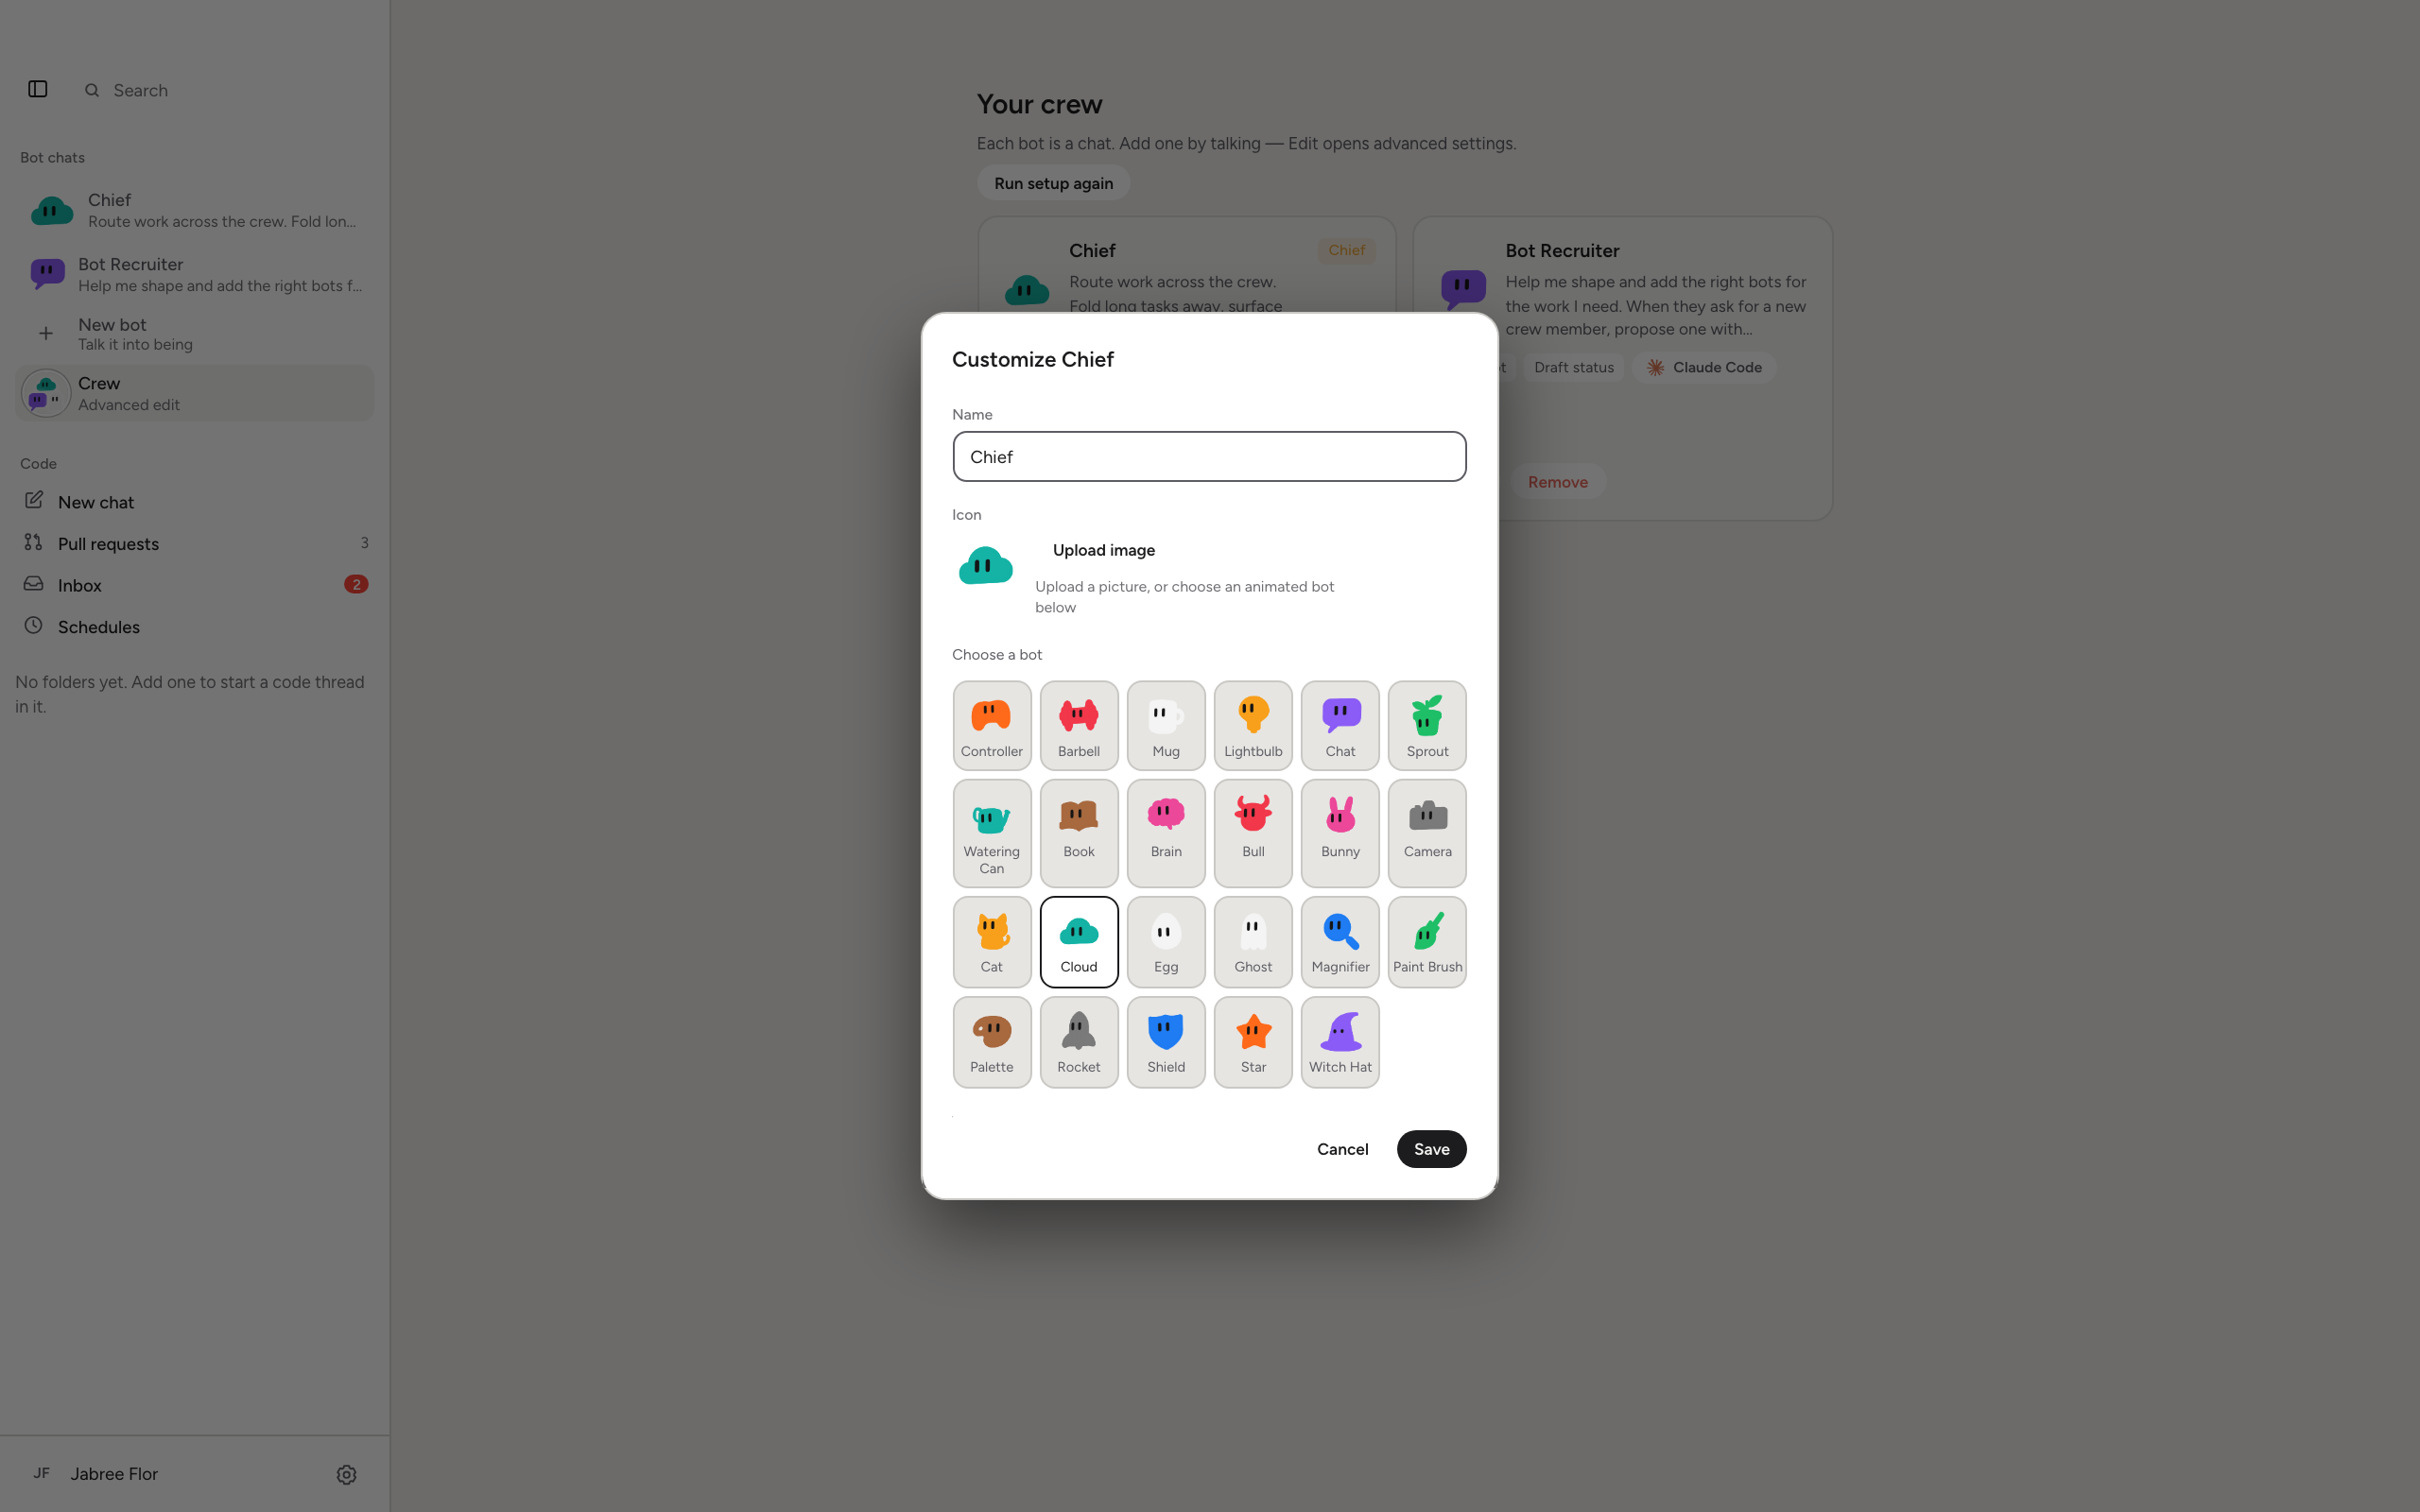 Search
Bot chats
Chief
Route work across the crew. Fold lon...
Bot Recruiter
Help me shape and add the right bots f...
New bot
Talk it into being
Crew
Advanced edit
Code
New chat
Pull requests 3
Inbox 2
Schedules
No folders yet. Add one to start a code thread
in it.
JF Jabree Flor
Your crew
Each bot is a chat. Add one by talking — Edit opens advanced settings.
Run setup again
Chief Chief
Route work across the crew.
Fold long tasks away, surface
Bot Recruiter
Help me shape and add the right bots for
the work I need. When they ask for a new
crew member, propose one with...
Draft status Claude Code
Remove
Customize Chief
Name
Chief
Icon
Upload image
Upload a picture, or choose an animated bot
below
Choose a bot
Controller Barbell Mug Lightbulb Chat Sprout
Watering
Can
Book Brain Bull Bunny Camera
Cat Cloud Egg Ghost Magnifier Paint Brush
Palette Rocket Shield Star Witch Hat
Cancel Save